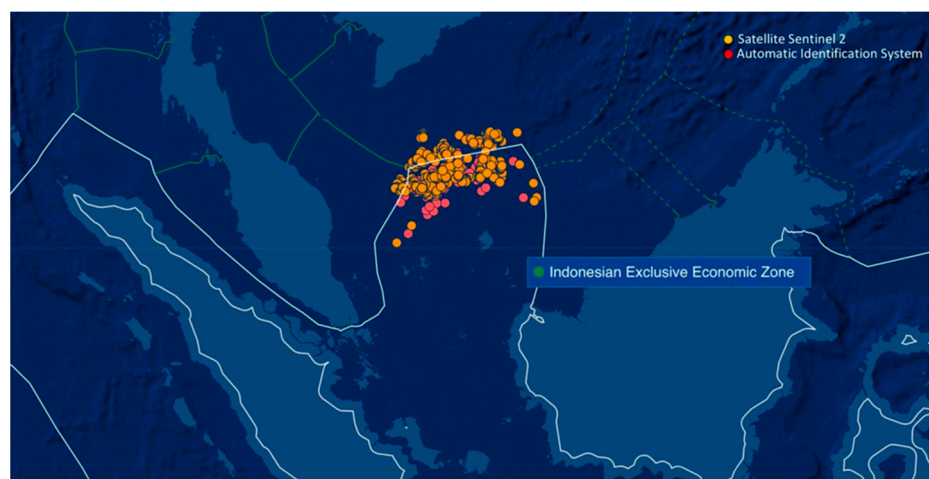 Satellite Sentinel 2
Automatic Identification System
Indonesian Exclusive Economic Zone